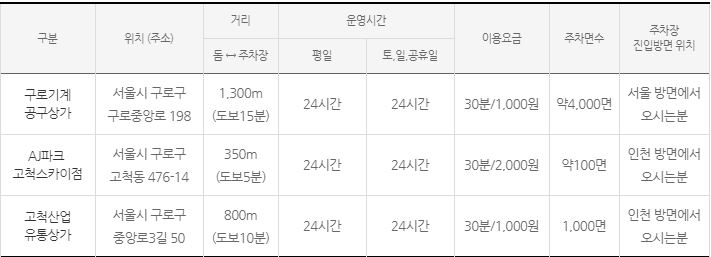 구분 위치 (주소) 거리 운영시간 이용요금 주차면수 주차장
진입방면 위치
돔 ↔ 주차장 평일 토,일,공휴일
구로기계
공구상가
서울시 구로구
구로중앙로 198
1,300m
(도보15분)
24시간 24시간 30분/1,000원 약4,000면
서울 방면에서
오시는분
AJ파크
고척스카이점
서울시 구로구
고척동 476-14
350m
(도보5분)
24시간 24시간 30분/2,000원 약100면
인천 방면에서
오시는분
고척산업
유통상가
서울시 구로구
중앙로3길 50
800m
(도보10분)
24시간 24시간 30분/1,000원 1,000면
인천 방면에서
오시는분